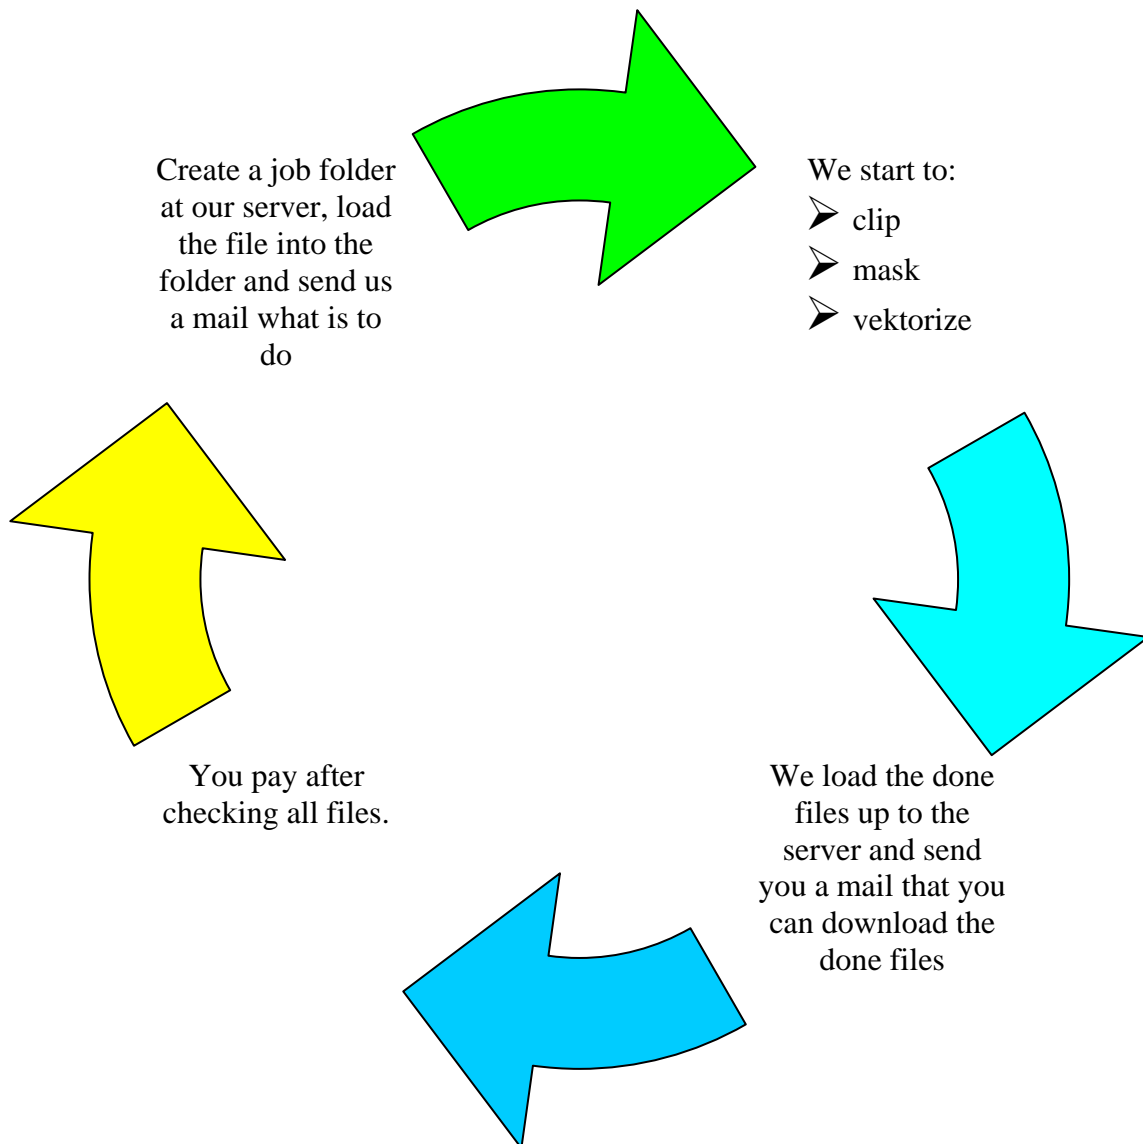 Create a job folder
at our server, load
the file into the
folder and send us
a mail what is to
do
We start to:
clip
mask
vektorize
We load the done
files up to the
server and send
you a mail that you
can download the
done files
You pay after
checking all files.